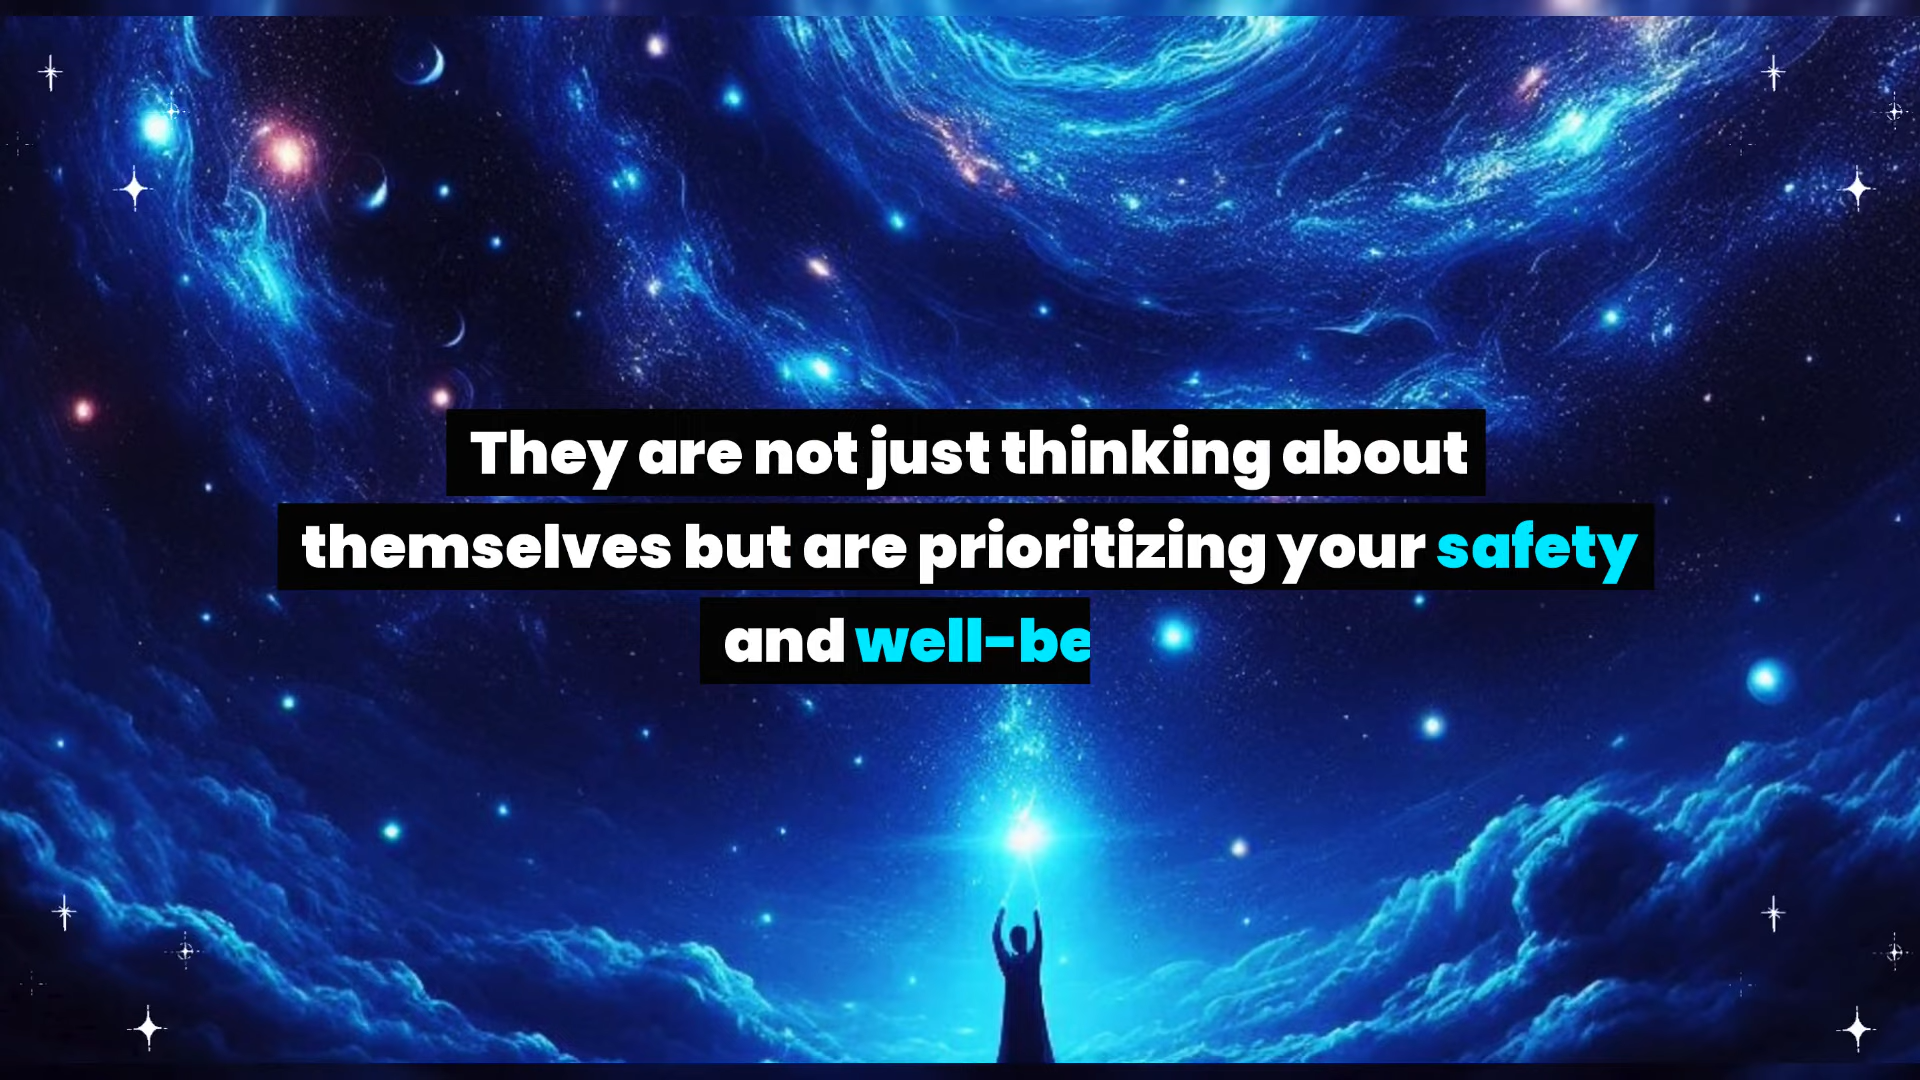 They are not just thinking about
themselves but are prioritizing your safety
and well-be